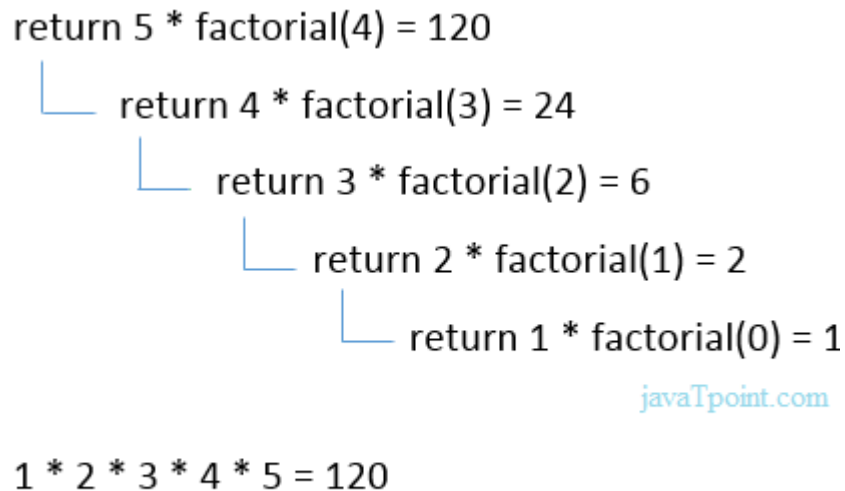 return 5 * factorial(4) = 120
return 4 * factorial(3) = 24
return 3 * factorial(2) = 6
return 2 * factorial(1) = 2
return 1 * factorial(0) = 1
javaTpoint.com
1 * 2 * 3 * 4 * 5 = 120